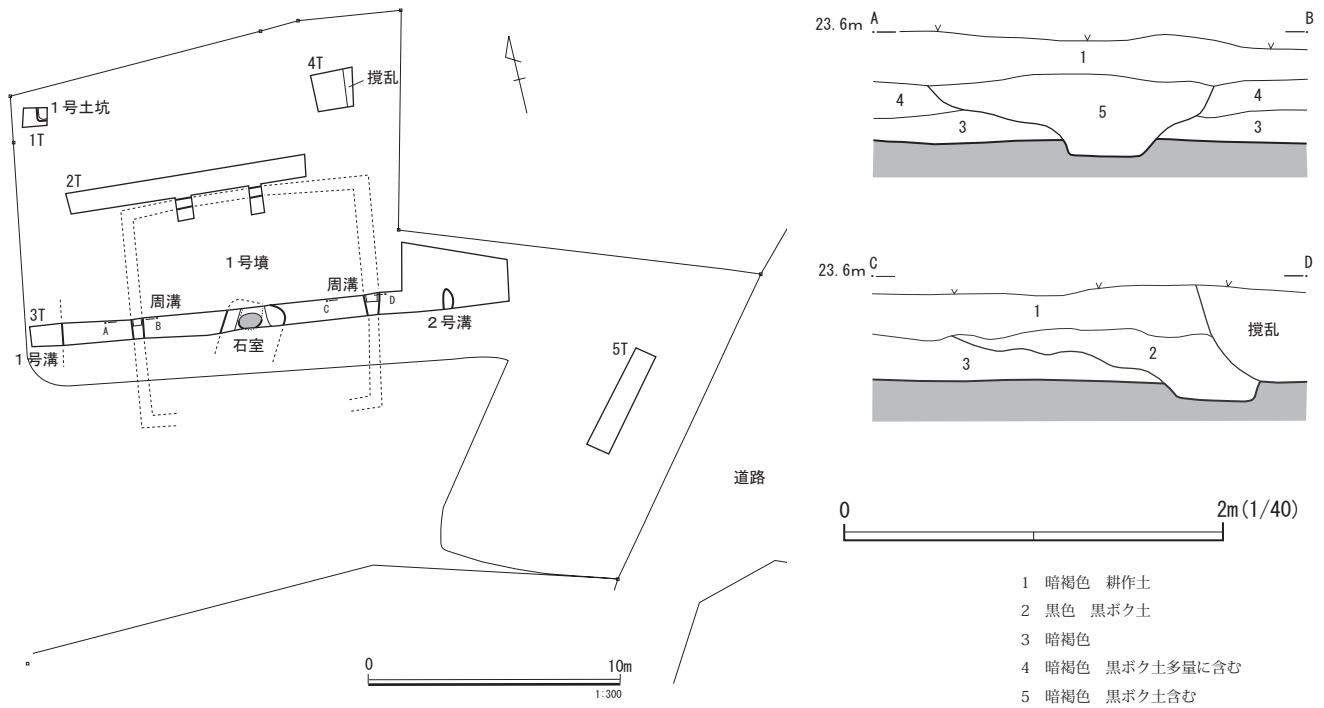 4T
撹乱
1号土坑
1T
2T
1号墳
周溝
周溝
3T
A
B
C
D
1号溝
石室
2号溝
5T
道路
0
10m
1:300
23.6m
A
B
1
4
4
5
3
3
23.6m
C
D
1
撹乱
2
3
0
2m(1/40)
1 暗褐色 耕作土
2 黒色 黒ボク土
3 暗褐色
4 暗褐色 黒ボク土多量に含む
5 暗褐色 黒ボク土含む